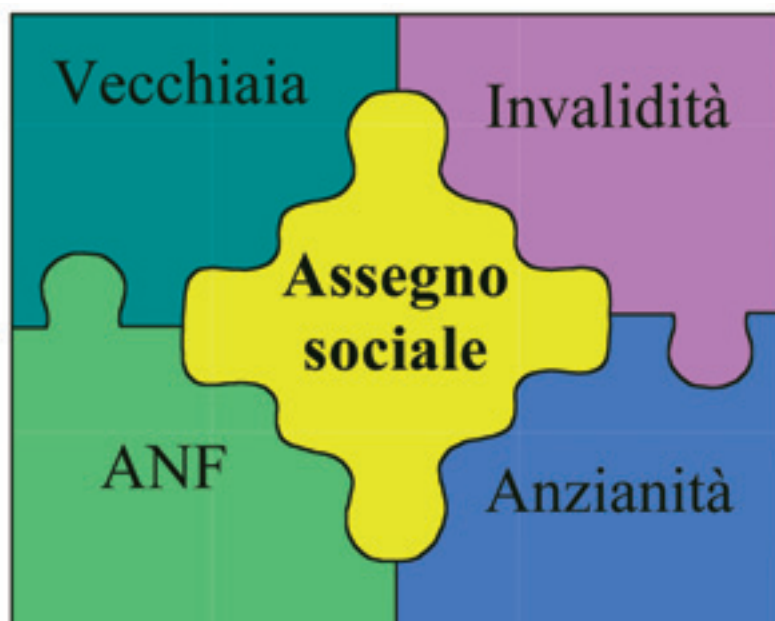 Vecchiaia
Invalidità
Assegno
sociale
ANF
Anzianità